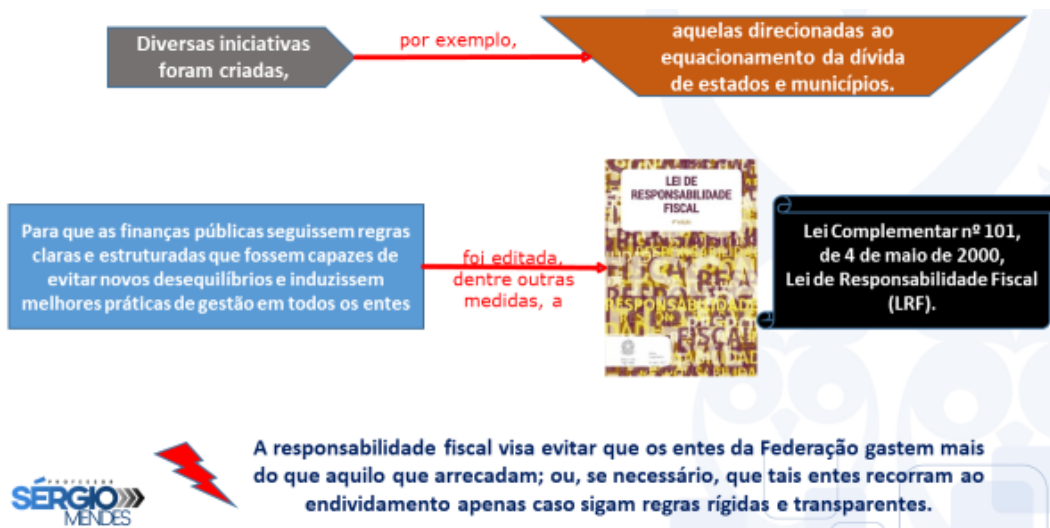 Diversas iniciativas
foram criadas,
por exemplo,
aquelas direcionadas ao
equacionamento da dívida
de estados e municípios.
Para que as finanças públicas seguissem regras
claras e estruturadas que fossem capazes de
evitar novos desequilíbrios e induzissem
melhores práticas de gestão em todos os entes
foi editada,
dentre outras
medidas, a
LEI DE
RESPONSABILIDADE
FISCAL
FISCAL
RESPONSABILIDADE
FISCAL
Lei Complementar nº 101,
de 4 de maio de 2000,
Lei de Responsabilidade Fiscal
(LRF).
A responsabilidade fiscal visa evitar que os entes da Federação gastem mais
do que aquilo que arrecadam; ou, se necessário, que tais entes recorram ao
endividamento apenas caso sigam regras rígidas e transparentes.
PROFESSOR
SÉRGIO
MENDES